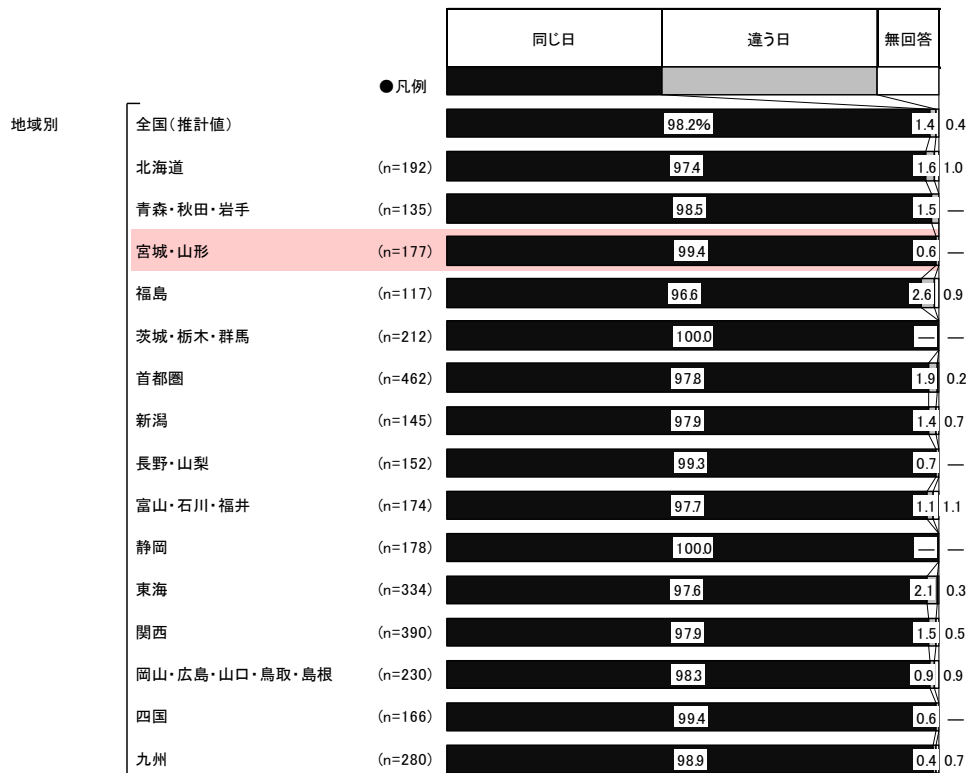 同じ日 違う日 無回答
●凡例
地域別 全国(推計値) 98.2% 1.4 0.4
北海道 (n=192) 97.4 1.6 1.0
青森・秋田・岩手 (n=135) 98.5 1.5 —
宮城・山形 (n=177) 99.4 0.6 —
福島 (n=117) 96.6 2.6 0.9
茨城・栃木・群馬 (n=212) 100.0 — —
首都圏 (n=462) 97.8 1.9 0.2
新潟 (n=145) 97.9 1.4 0.7
長野・山梨 (n=152) 99.3 0.7 —
富山・石川・福井 (n=174) 97.7 1.1 1.1
静岡 (n=178) 100.0 — —
東海 (n=334) 97.6 2.1 0.3
関西 (n=390) 97.9 1.5 0.5
岡山・広島・山口・鳥取・島根 (n=230) 98.3 0.9 0.9
四国 (n=166) 99.4 0.6 —
九州 (n=280) 98.9 0.4 0.7